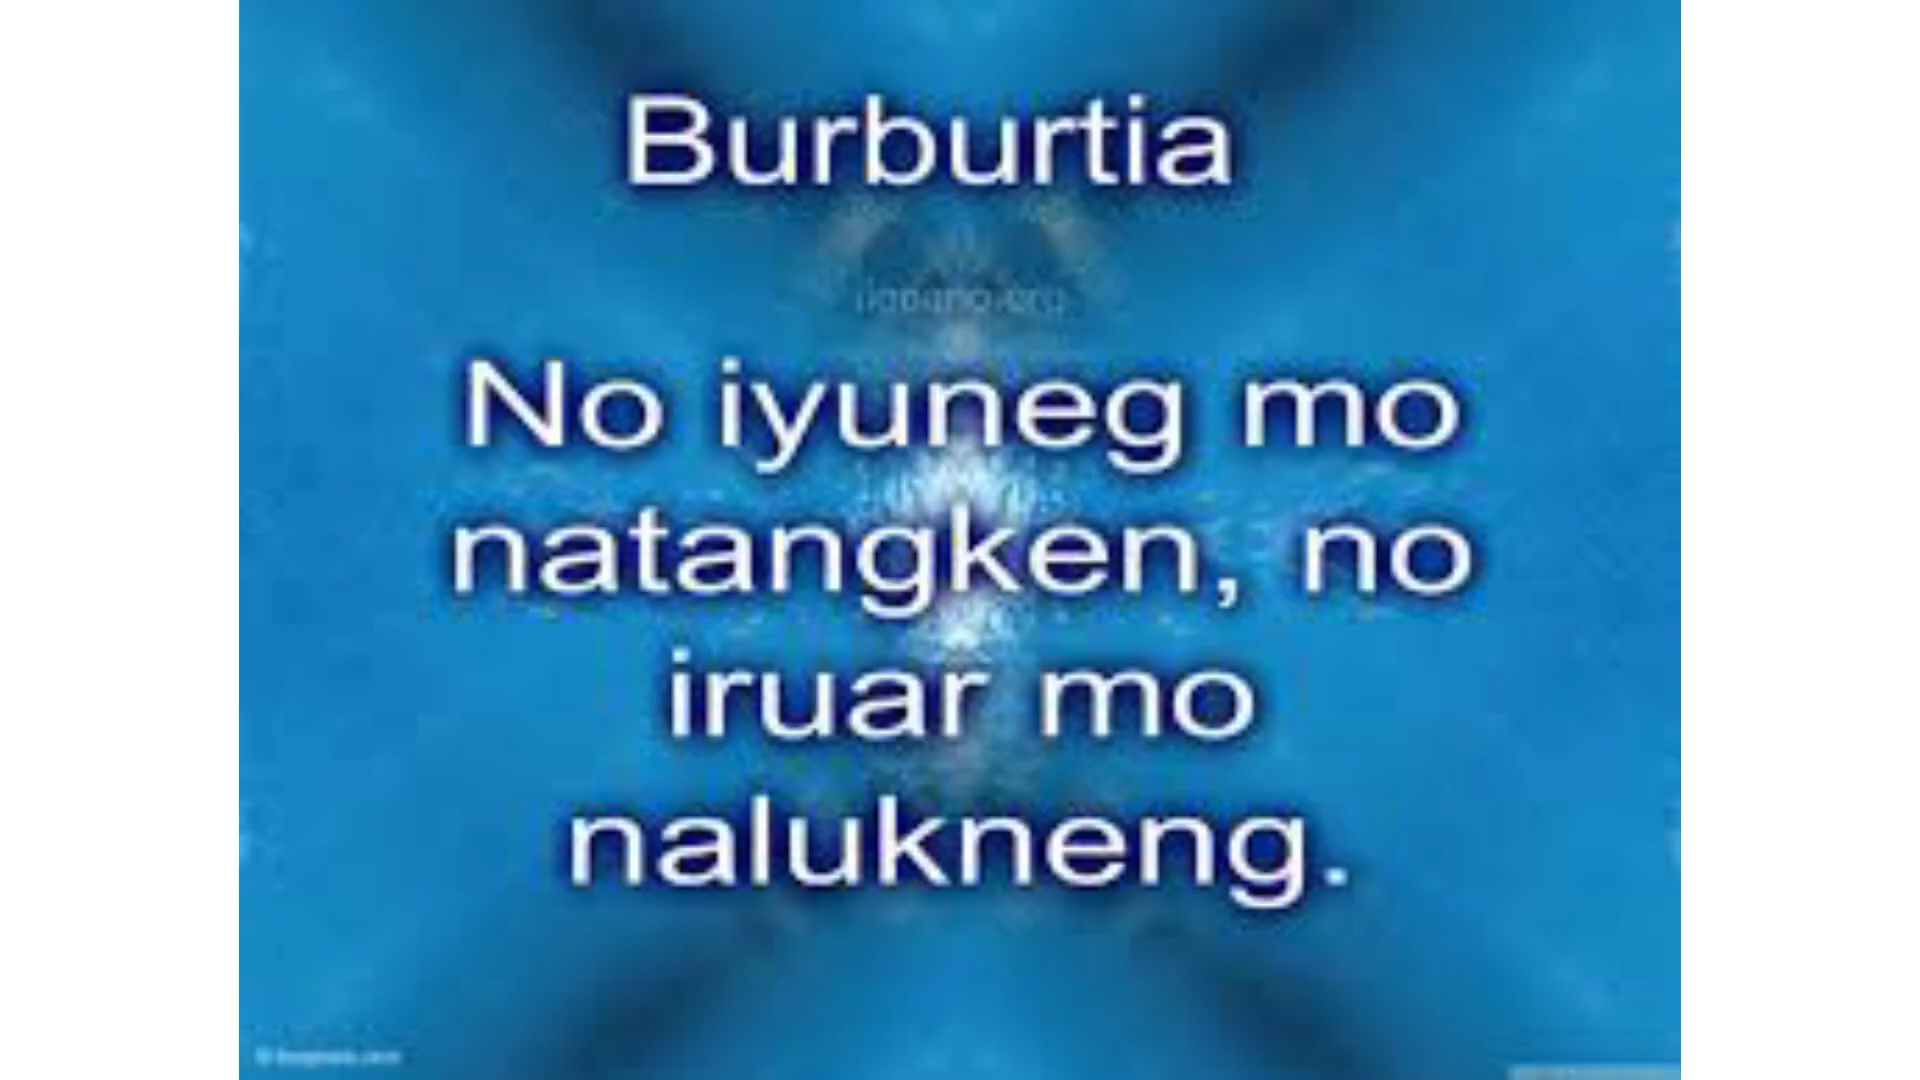 Burburtia
No iyuneg mo
natangken, no
iruar mo
nalukneng.